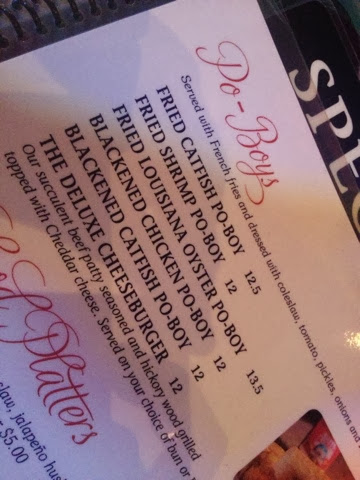 Po-Boys
Served with French fries and dressed with coleslaw, tomato, pickles, onions and
FRIED CATFISH PO-BOY 12.5
FRIED SHRIMP PO-BOY 12
FRIED LOUISIANA OYSTER PO-BOY 13.5
BLACKENED CHICKEN PO-BOY 12
BLACKENED CATFISH PO-BOY 12
THE DELUXE CHEESEBURGER 12
Our succulent beef patty seasoned and hickory wood grilled
topped with Cheddar cheese. Served on your choice of bun or
Platters
jalapeño
$5.00